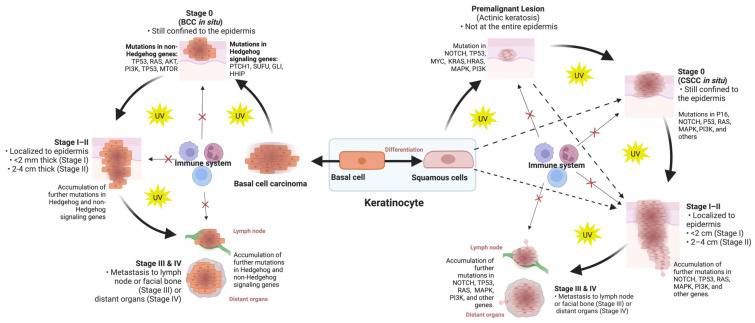 Stage 0
(BCC in situ)
• Still confined to the epidermis
Mutations in non-
Hedgehog genes:
TP53, RAS, AKT,
PI3K, TP53, MTOR
Mutations in
Hedgehog
signaling genes:
PTCH1, SUFU, GLI,
HHIP
UV
UV
Stage I–II
• Localized to epidermis
• <2 mm thick (Stage I)
• 2-4 cm thick (Stage II)
Accumulation of
further mutations in
Hedgehog and non-
Hedgehog
signaling genes
Immune system
Basal cell carcinoma
UV
Lymph node
Stage III & IV
• Metastasis to lymph
node or facial bone
(Stage III) or
distant organs (Stage IV)
Accumulation of
further mutations
in Hedgehog and
non-Hedgehog
signaling genes
Distant organs
Basal cell
Differentiation
Squamous cells
Keratinocyte
Premalignant Lesion
(Actinic keratosis)
• Not at the entire epidermis
Mutation in
NOTCH, TP53,
MYC, KRAS, HRAS,
MAPK, PI3K
UV
UV
Stage 0
(CSCC in situ)
• Still confined to
the epidermis
Mutations in P16,
NOTCH, P53, RAS,
MAPK, PI3K, and
others
Immune system
UV
Stage I–II
• Localized to
epidermis
• <2 cm (Stage I)
• 2–4 cm (Stage II)
UV
Accumulation of
further mutations in
NOTCH, TP53, RAS,
MAPK, PI3K, and
other genes.
Lymph node
Accumulation of
further
mutations in
NOTCH, TP53,
RAS, MAPK,
PI3K, and other
genes.
Distant organs
Stage III & IV
• Metastasis to lymph node
or facial bone (Stage III) or
distant organs (Stage IV)